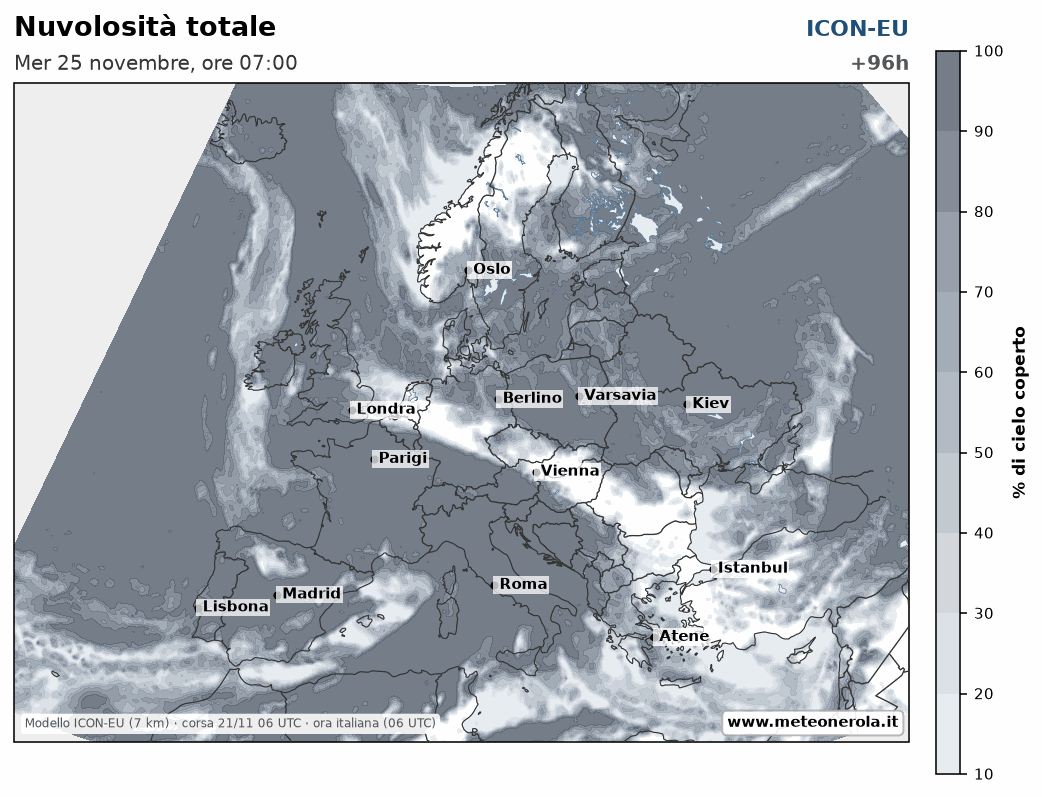 Nuvolosità totale
ICON-EU
Mer 25 novembre, ore 07:00
+96h
100
90
80
70
60
50
40
30
20
10
% di cielo coperto
Oslo
Londra
Berlino
Varsavia
Kiev
Parigi
Vienna
Istanbul
Roma
Madrid
Lisbona
Atene
Modello ICON-EU (7 km) · corsa 21/11 06 UTC · ora italiana (06 UTC)
www.meteonerola.it